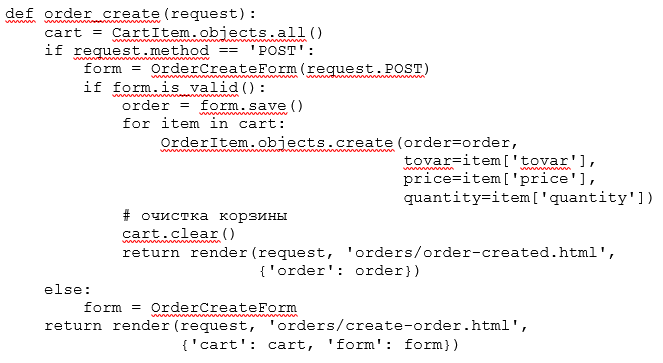 def order_create(request):
    cart = CartItem.objects.all()
    if request.method == 'POST':
        form = OrderCreateForm(request.POST)
        if form.is_valid():
            order = form.save()
            for item in cart:
                OrderItem.objects.create(order=order,
                                         tovar=item['tovar'],
                                         price=item['price'],
                                         quantity=item['quantity'])
            # очистка корзины
            cart.clear()
            return render(request, 'orders/order-created.html',
                          {'order': order})
    else:
        form = OrderCreateForm
    return render(request, 'orders/create-order.html',
                  {'cart': cart, 'form': form})